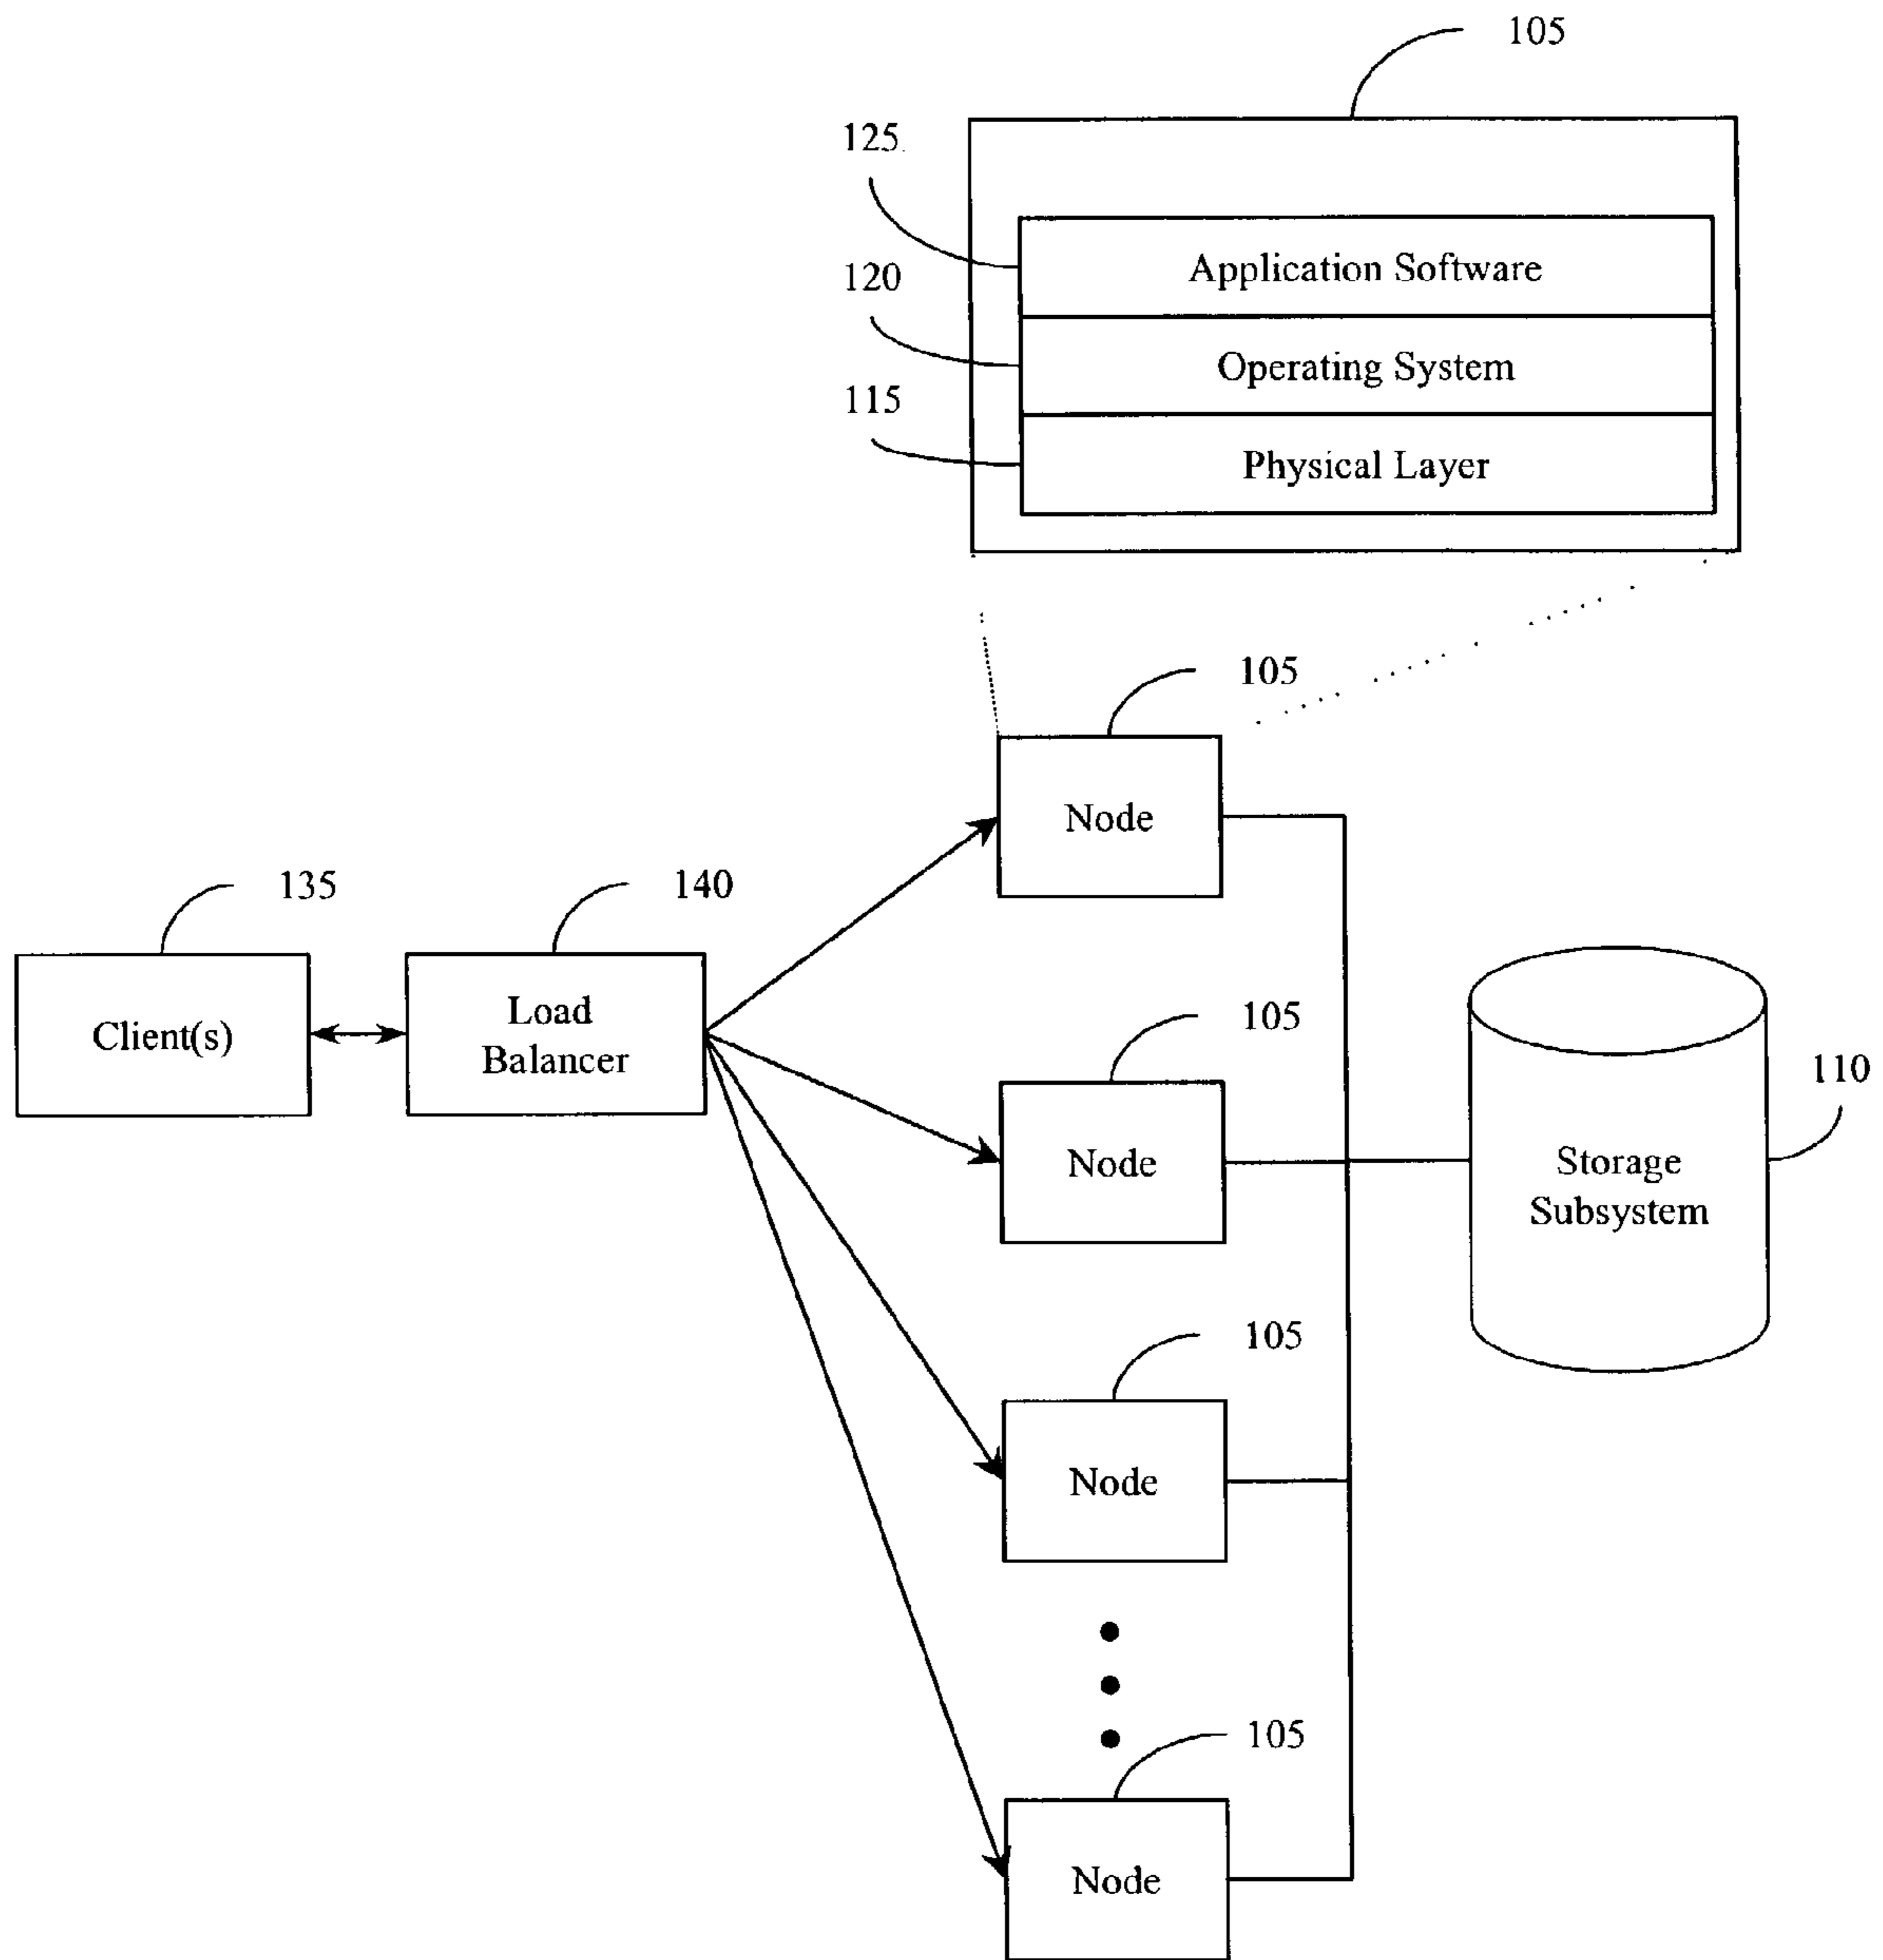 105
125
Application Software
120
Operating System
115
Physical Layer
105
Node
135
140
Client(s)
Load
Balancer
105
Node
110
Storage
Subsystem
105
Node
105
Node